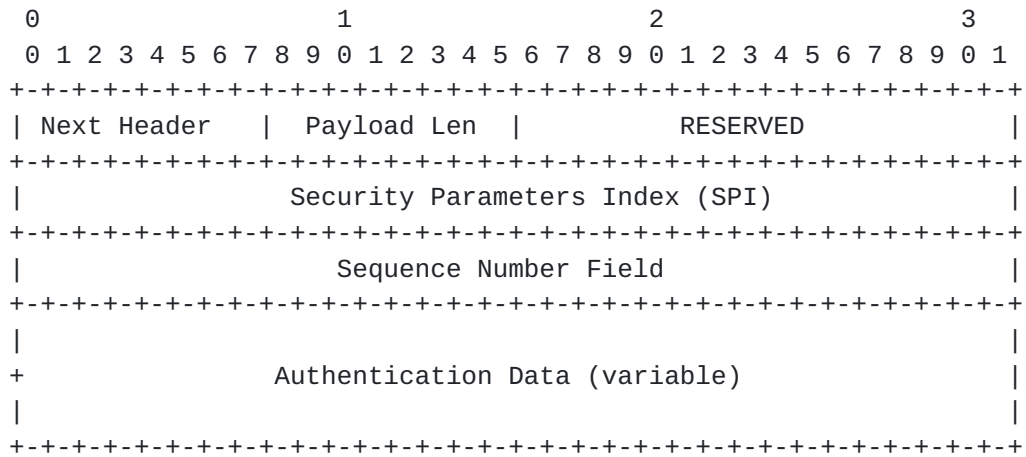 0                   1                   2                   3
 0 1 2 3 4 5 6 7 8 9 0 1 2 3 4 5 6 7 8 9 0 1 2 3 4 5 6 7 8 9 0 1
+-+-+-+-+-+-+-+-+-+-+-+-+-+-+-+-+-+-+-+-+-+-+-+-+-+-+-+-+-+-+-+-+
| Next Header   |  Payload Len  |          RESERVED             |
+-+-+-+-+-+-+-+-+-+-+-+-+-+-+-+-+-+-+-+-+-+-+-+-+-+-+-+-+-+-+-+-+
|                 Security Parameters Index (SPI)               |
+-+-+-+-+-+-+-+-+-+-+-+-+-+-+-+-+-+-+-+-+-+-+-+-+-+-+-+-+-+-+-+-+
|                    Sequence Number Field                      |
+-+-+-+-+-+-+-+-+-+-+-+-+-+-+-+-+-+-+-+-+-+-+-+-+-+-+-+-+-+-+-+-+
|                                                               |
+                Authentication Data (variable)                 |
|                                                               |
+-+-+-+-+-+-+-+-+-+-+-+-+-+-+-+-+-+-+-+-+-+-+-+-+-+-+-+-+-+-+-+-+